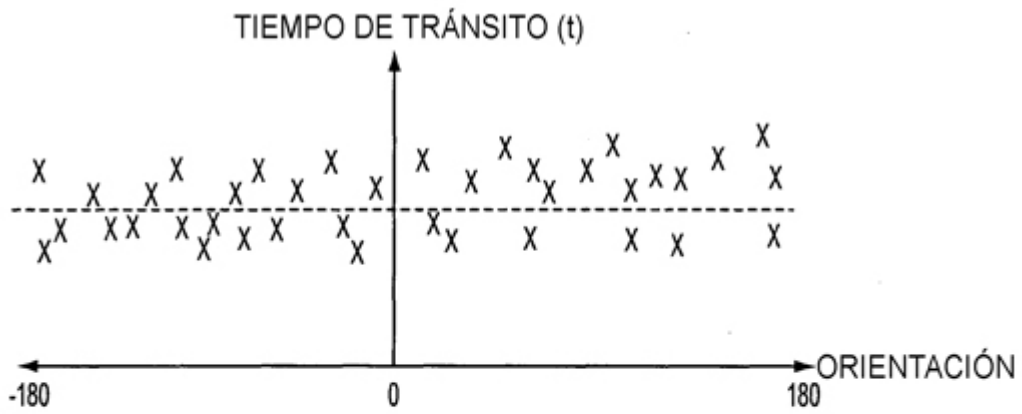 TIEMPO DE TRÁNSITO (t)
ORIENTACIÓN
-180
0
180